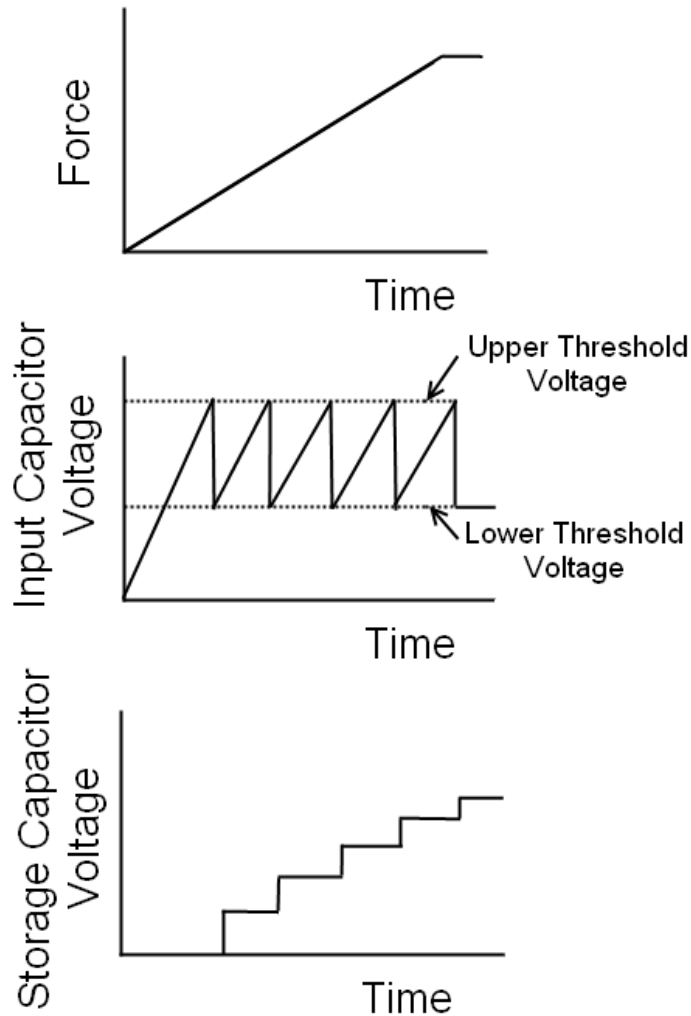 Force
Time
Input Capacitor
Voltage
Upper Threshold
Voltage
Lower Threshold
Voltage
Time
Storage Capacitor
Voltage
Time